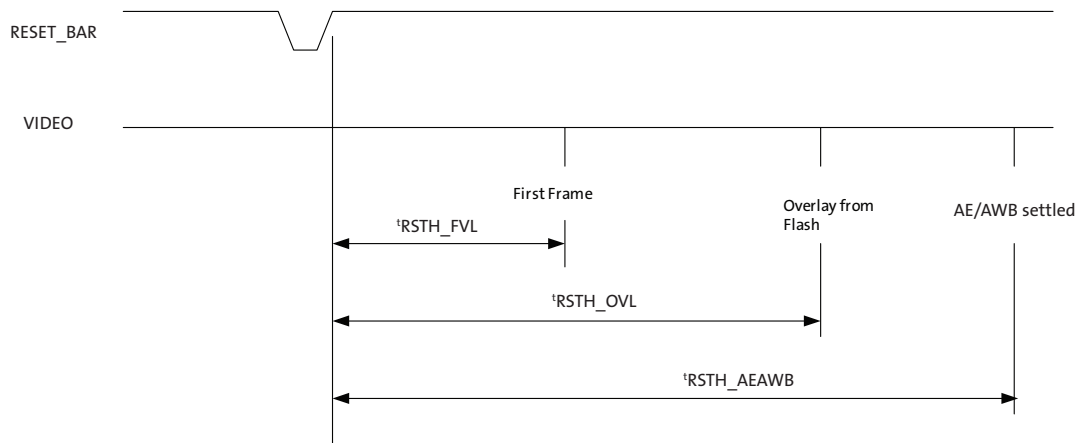 RESET_BAR
VIDEO
First Frame
Overlay from
Flash
AE/AWB settled
tRSTH_FVL
tRSTH_OVL
tRSTH_AEAWB